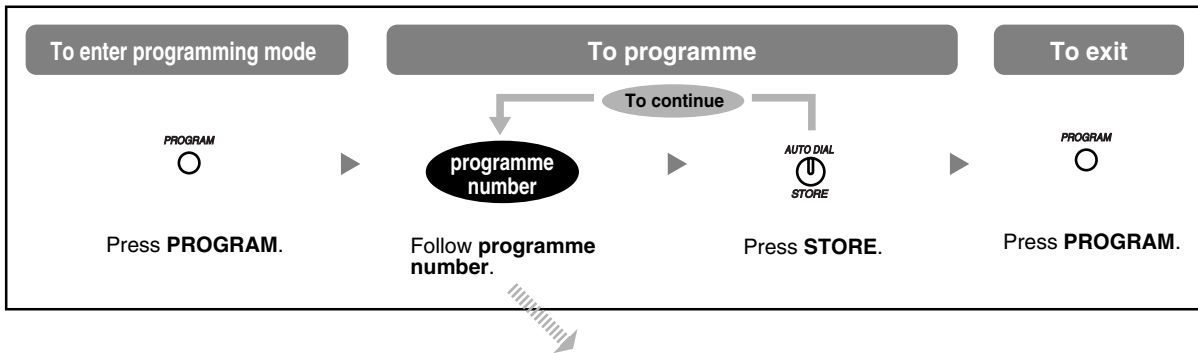 To enter programming mode
To programme
To exit
To continue
PROGRAM
programme
number
AUTO DIAL
STORE
PROGRAM
Press PROGRAM.
Follow programme
number.
Press STORE.
Press PROGRAM.